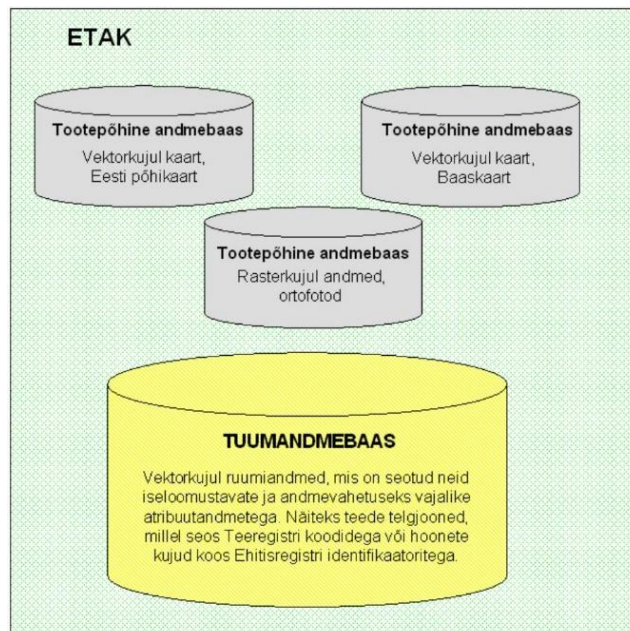 ETAK
Tootepõhine andmebaas
Vektorkujul kaart,
Eesti põhikaart
Tootepõhine andmebaas
Vektorkujul kaart,
Baaskaart
Tootepõhine andmebaas
Rasterkujul andmed,
ortofotod
TUUMANDMEBAAS
Vektorkujul ruumiandmed, mis on seotud neid
iseloomustavate ja andmevahetuseks vajalike
atribuutandmetega. Näiteks teede telgjooned,
millel seos Teeregistri koodidega või hoonete
kujud koos Ehitisregistri identifikaatoritega.